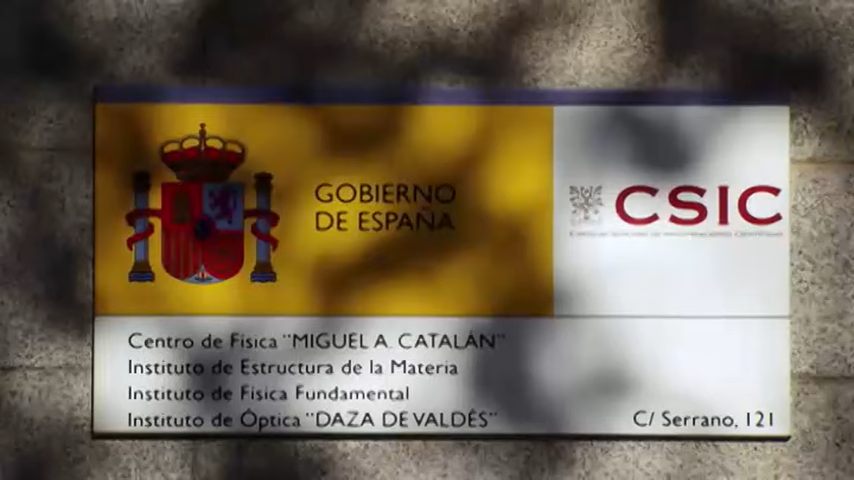 GOBIERNO
DE ESPAÑA
CSIC
Centro de Física "MIGUEL A. CATALÁN"
Instituto de Estructura de la Materia
Instituto de Física Fundamental
Instituto de Óptica "DAZA DE VALDÉS"
C/ Serrano, 121